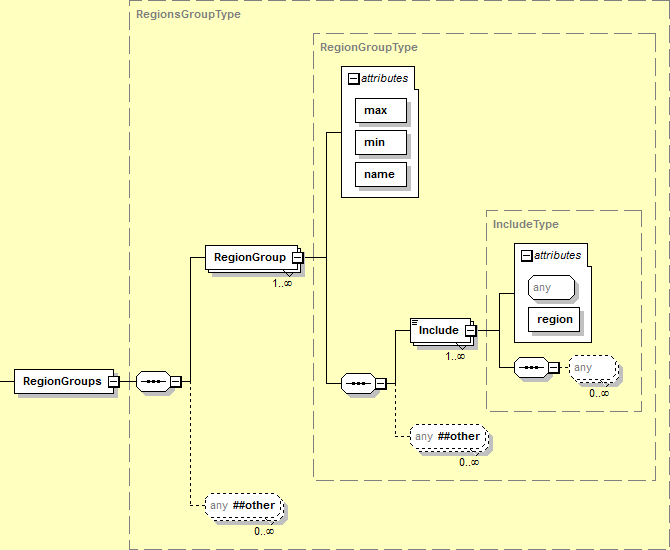 RegionsGroupType
RegionGroupType
attributes
max
min
name
IncludeType
attributes
any
region
RegionGroup
1..∞
Include
1..∞
any
0..∞
RegionGroups
any ##other
0..∞
any ##other
0..∞